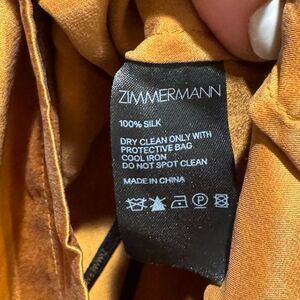 ZIMMERMANN
100% SILK
DRY CLEAN ONLY WITH
PROTECTIVE BAG
COOL IRON
DO NOT SPOT CLEAN
MADE IN CHINA